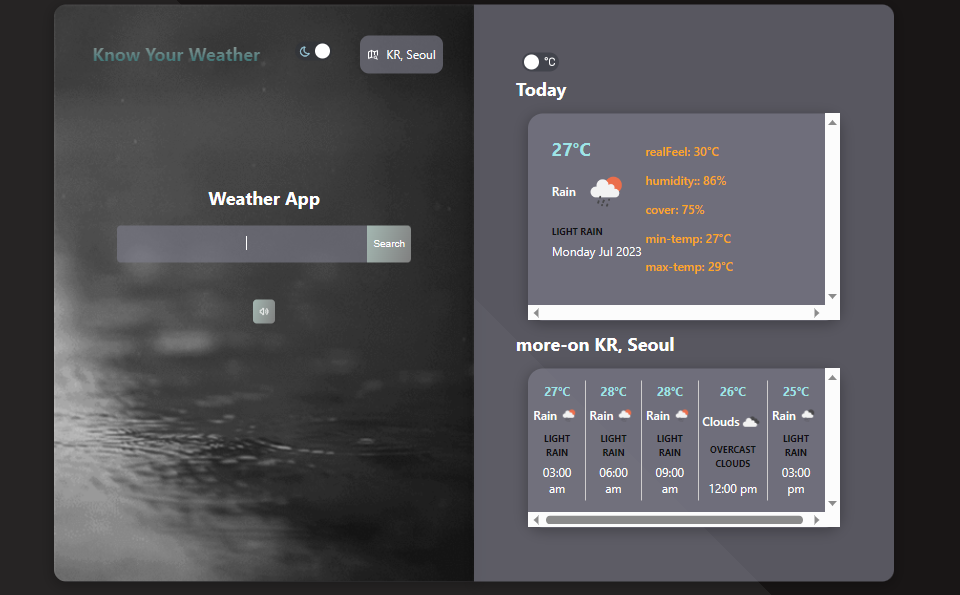 Know Your Weather
KR, Seoul
Weather App
Search
°C
Today
27°C
Rain
LIGHT RAIN
Monday Jul 2023
realFeel: 30°C
humidity:: 86%
cover: 75%
min-temp: 27°C
max-temp: 29°C
more-on KR, Seoul
27°C
Rain
LIGHT
RAIN
03:00
am
28°C
Rain
LIGHT
RAIN
06:00
am
28°C
Rain
LIGHT
RAIN
09:00
am
26°C
Clouds
OVERCAST
CLOUDS
12:00 pm
25°C
Rain
LIGHT
RAIN
03:00
pm